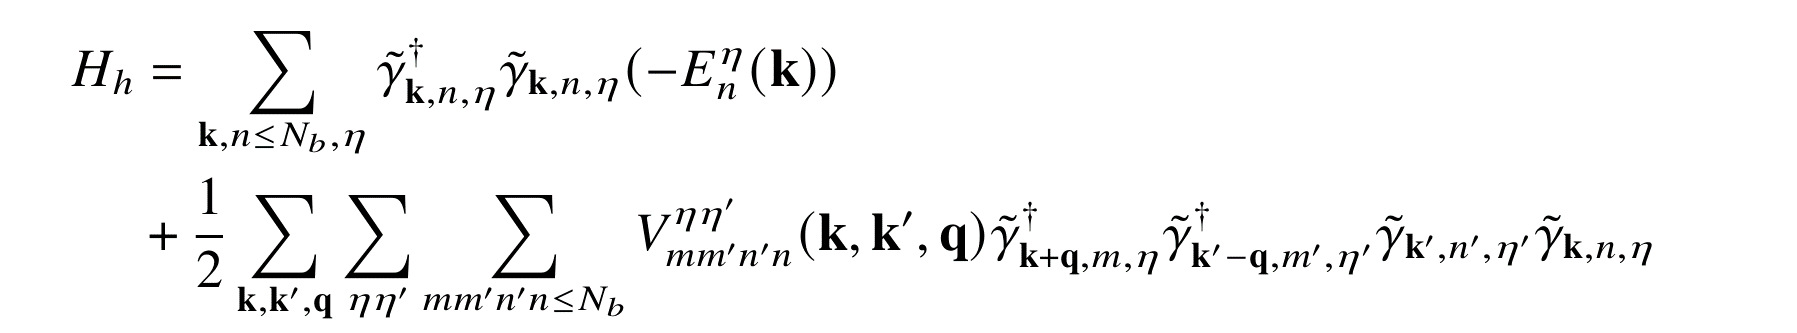 $H_h = \sum_{\mathbf{k}, n \leq N_b, \eta} \tilde{\gamma}^{\dagger}_{\mathbf{k}, n, \eta} \tilde{\gamma}_{\mathbf{k}, n, \eta} (-E^{\eta}_{n}(\mathbf{k}))$
$+ \frac{1}{2} \sum_{\mathbf{k}, \mathbf{k}', \mathbf{q}} \sum_{\eta\eta'} \sum_{mm'n'n \leq N_b} V^{\eta\eta'}_{mm'n'n}(\mathbf{k}, \mathbf{k}', \mathbf{q}) \tilde{\gamma}^{\dagger}_{\mathbf{k}+\mathbf{q}, m, \eta} \tilde{\gamma}^{\dagger}_{\mathbf{k}'-\mathbf{q}, m', \eta'} \tilde{\gamma}_{\mathbf{k}', n', \eta'} \tilde{\gamma}_{\mathbf{k}, n, \eta}$